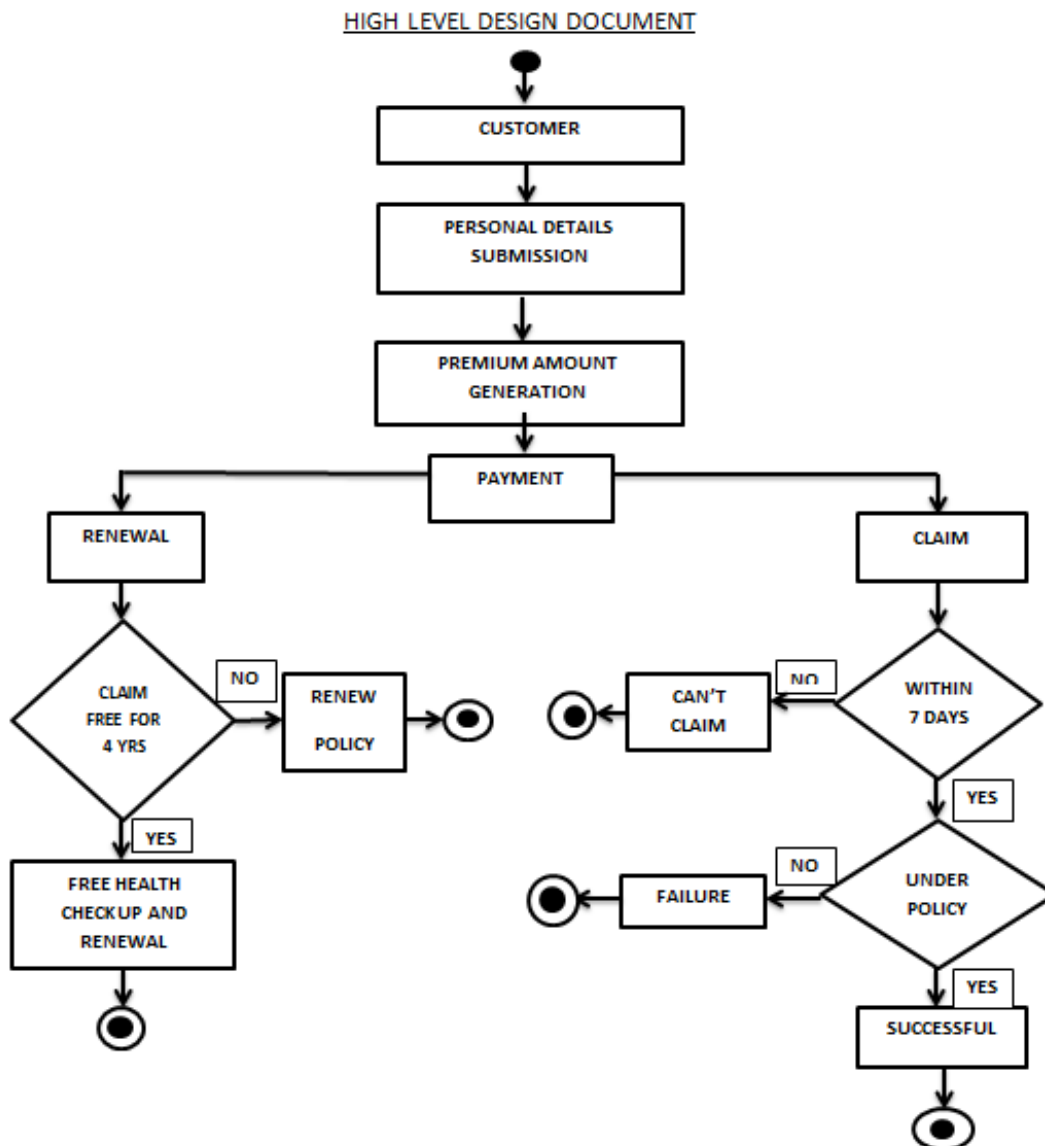 HIGH LEVEL DESIGN DOCUMENT
CUSTOMER
PERSONAL DETAILS
SUBMISSION
PREMIUM AMOUNT
GENERATION
PAYMENT
RENEWAL
CLAIM
CLAIM
FREE FOR
4 YRS
NO
RENEW
POLICY
YES
FREE HEALTH
CHECKUP AND
RENEWAL
WITHIN
7 DAYS
NO
CAN'T
CLAIM
YES
UNDER
POLICY
NO
FAILURE
YES
SUCCESSFUL